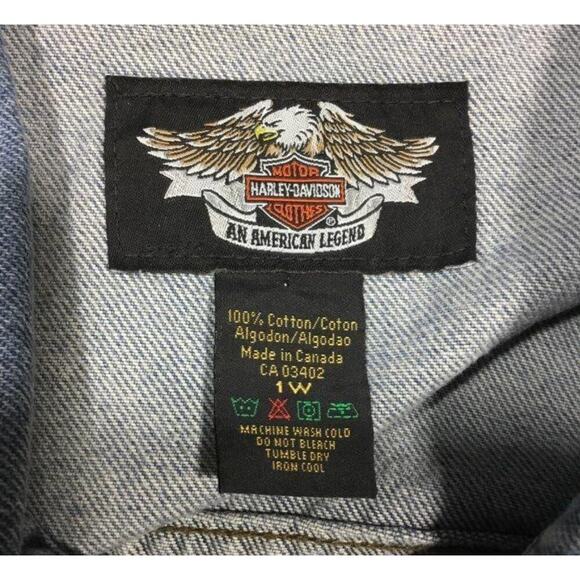 MOTOR
HARLEY-DAVIDSON
CLOTHES
®
AN AMERICAN LEGEND
100% Cotton/Coton
Algodon/Algodao
Made in Canada
CA 03402
1W
MACHINE WASH COLD
DO NOT BLEACH
TUMBLE DRY
IRON COOL